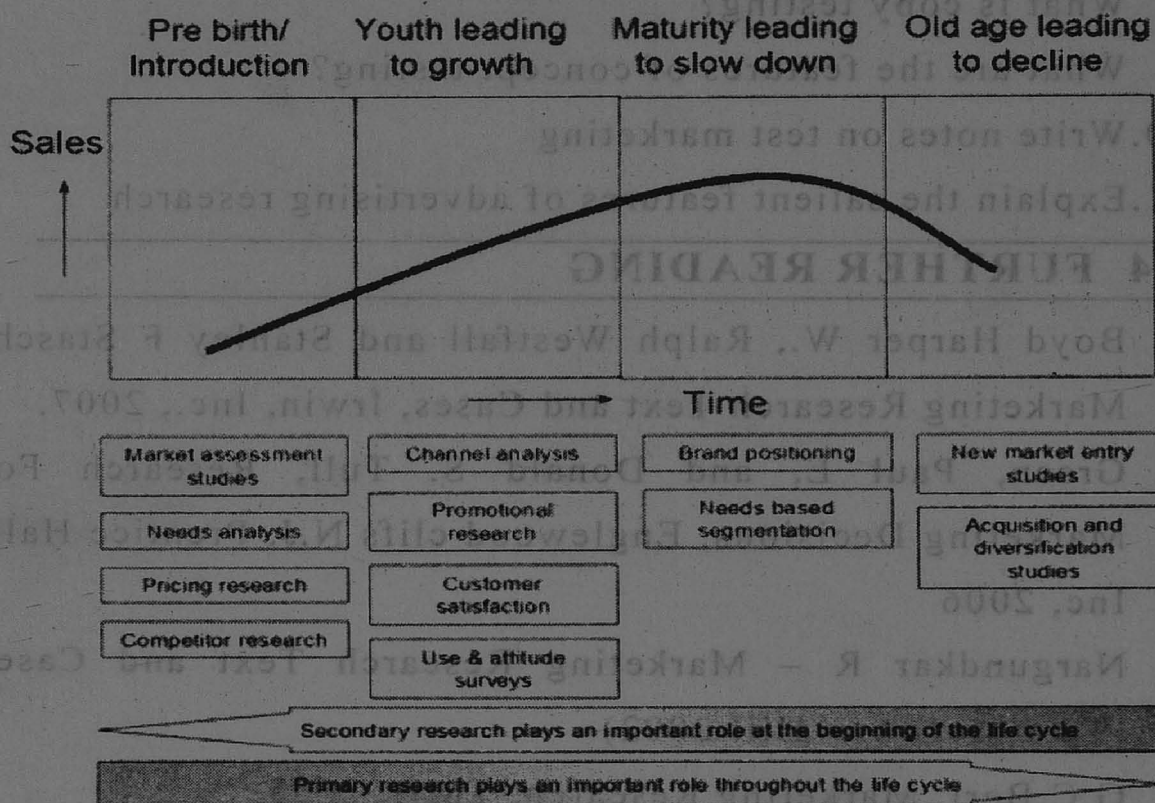 Pre birth/
Introduction
Youth leading
to growth
Maturity leading
to slow down
Old age leading
to decline
Sales
Time
Market assessment
studies
Needs analysis
Pricing research
Competitor research
Channel analysis
Promotional
research
Customer
satisfaction
Use & attitude
surveys
Brand positioning
Needs based
segmentation
New market entry
studies
Acquisition and
diversification
studies
Secondary research plays an important role at the beginning of the life cycle
Primary research plays an important role throughout the life cycle
What is copy testing?
What are the features of concept testing?
.Write notes on test marketing
.Explain the salient features of advertising research
4 FURTHER READING
Boyd Harper W., Ralph Westfall and Stanley F Stasch
Marketing Research Text and Cases, Irwin, Inc., 2007.
Paul E. and Donald S. Tull, Research For
Marketing Englewood Cliffs N.J. Hal
Inc, 2006
Nargundkar R – Marketing Research Text and Case